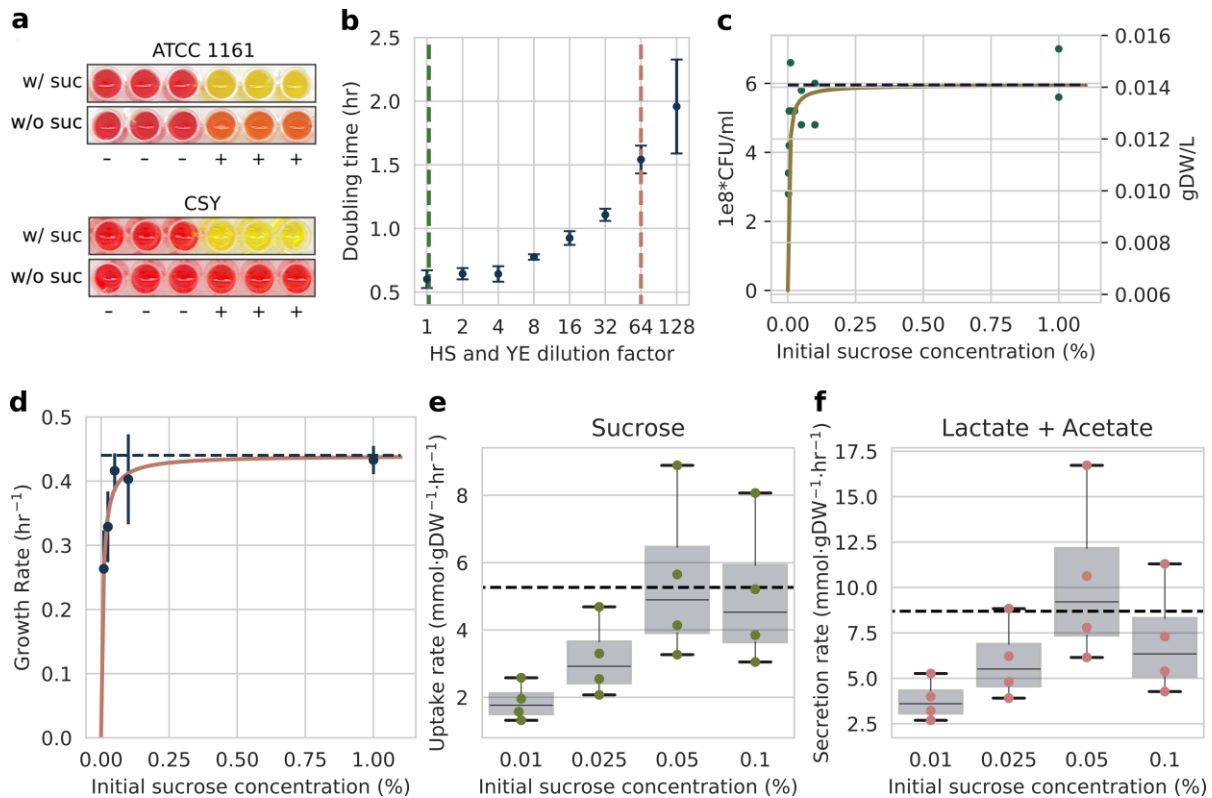 a
ATCC 1161
w/ suc
w/o suc
– – – + + +
CSY
w/ suc
w/o suc
– – – + + +
b
Doubling time (hr)
2.5
2.0
1.5
1.0
0.5
1 2 4 8 16 32 64 128
HS and YE dilution factor
c
1e8*CFU/ml
6
4
2
0
gDW/L
0.016
0.014
0.012
0.010
0.008
0.006
0.00 0.25 0.50 0.75 1.00
Initial sucrose concentration (%)
d
Growth Rate (hr⁻¹)
0.5
0.4
0.3
0.2
0.1
0.0
0.00 0.25 0.50 0.75 1.00
Initial sucrose concentration (%)
e
Sucrose
Uptake rate (mmol·gDW⁻¹·hr⁻¹)
8
6
4
2
0.01 0.025 0.05 0.1
Initial sucrose concentration (%)
f
Lactate + Acetate
Secretion rate (mmol·gDW⁻¹·hr⁻¹)
17.5
15.0
12.5
10.0
7.5
5.0
2.5
0.01 0.025 0.05 0.1
Initial sucrose concentration (%)